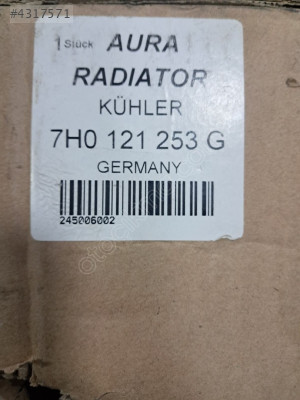 #4317571
1 Stück AURA
RADIATOR
KÜHLER
7H0 121 253 G
GERMANY
245006002